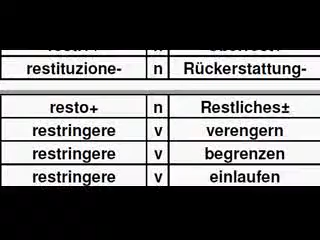 restituzione- n Rückerstattung-
resto+ n Restliches±
restringere v verengern
restringere v begrenzen
restringere v einlaufen